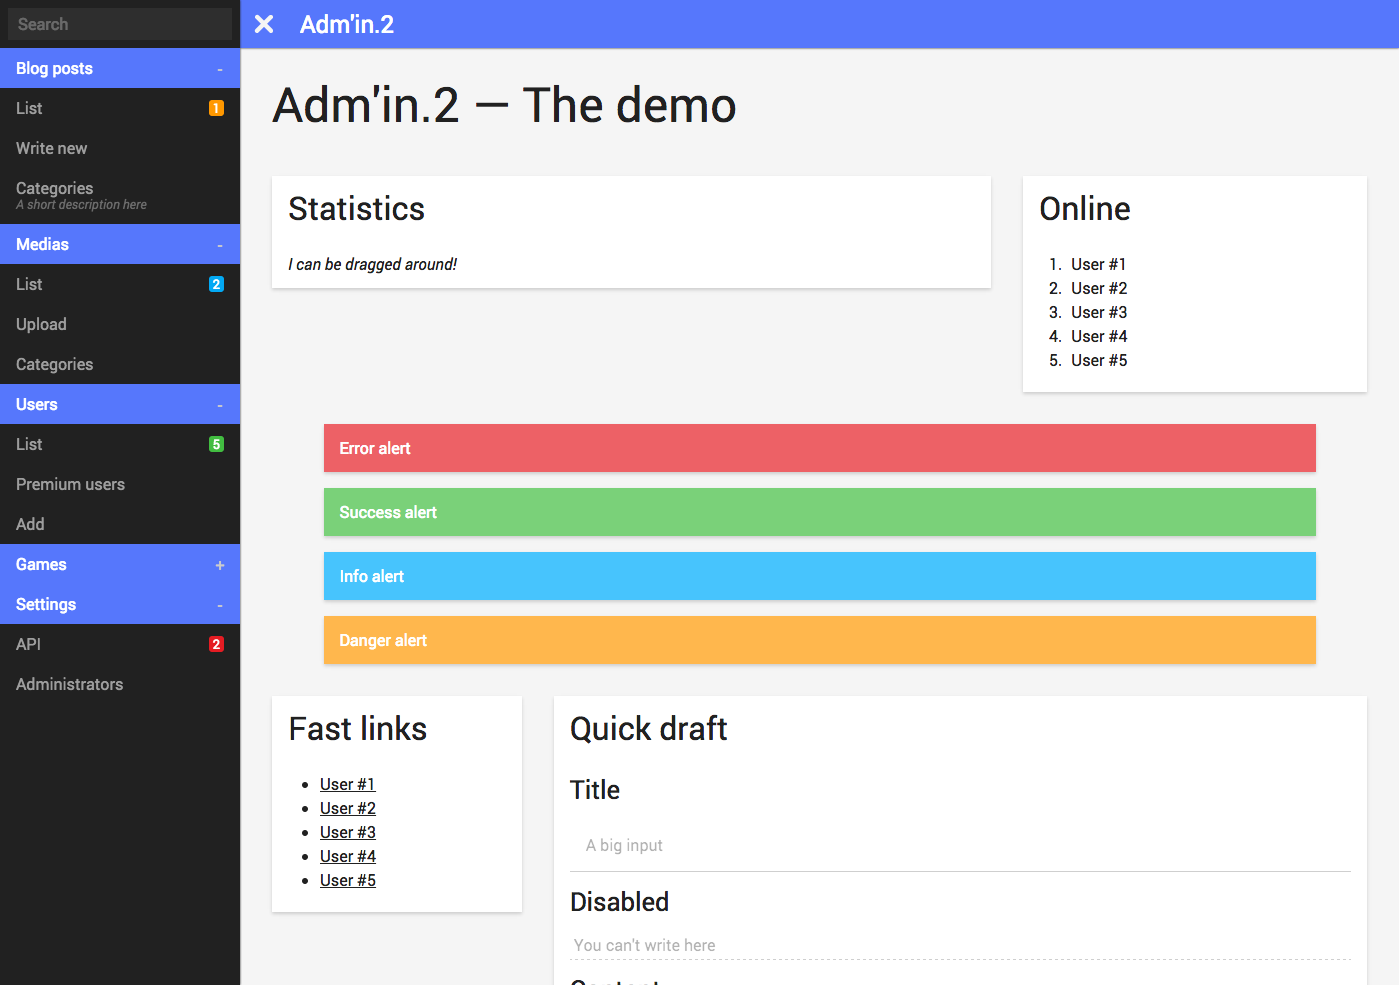 Search
Blog posts -
List 1
Write new
Categories
A short description here
Medias -
List 2
Upload
Categories
Users -
List 5
Premium users
Add
Games +
Settings -
API 2
Administrators
Adm'in.2
Adm'in.2 — The demo
Statistics
I can be dragged around!
Online
1. User #1
2. User #2
3. User #3
4. User #4
5. User #5
Error alert
Success alert
Info alert
Danger alert
Fast links
• User #1
• User #2
• User #3
• User #4
• User #5
Quick draft
Title
A big input
Disabled
You can't write here